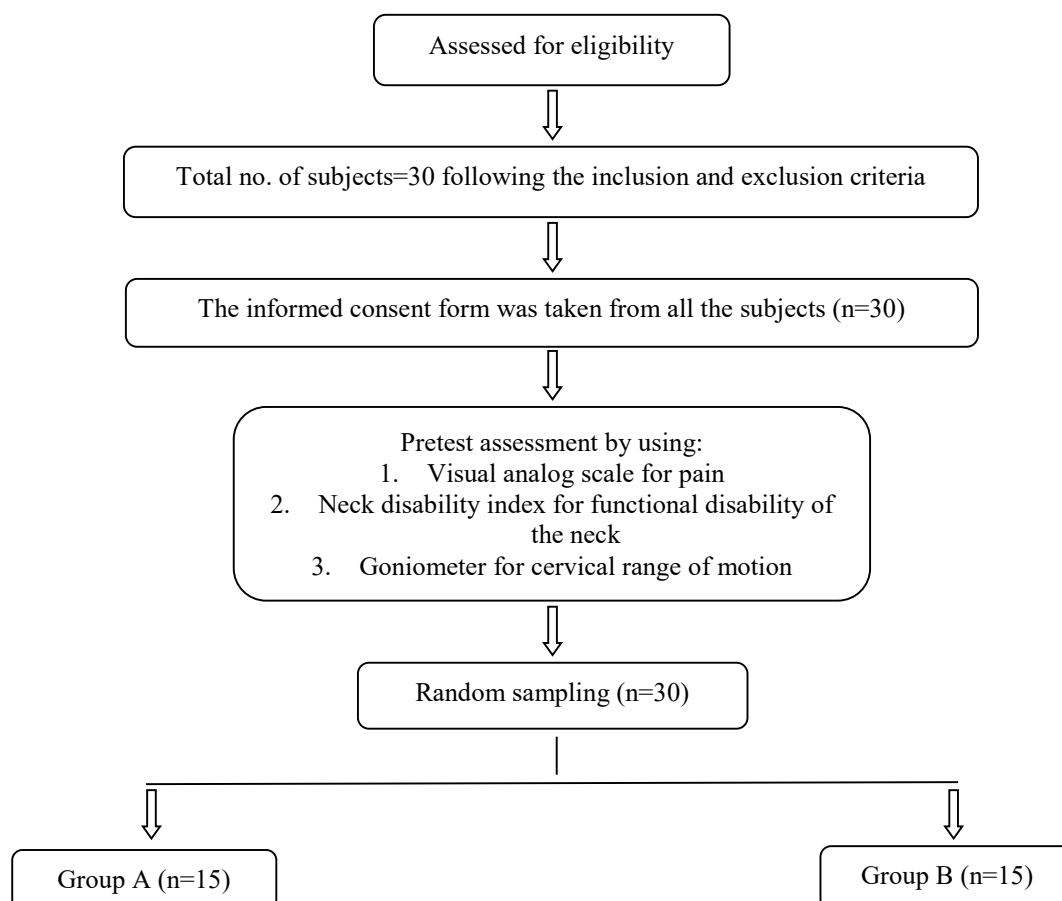 Assessed for eligibility
Total no. of subjects=30 following the inclusion and exclusion criteria
The informed consent form was taken from all the subjects (n=30)
Pretest assessment by using:
1. Visual analog scale for pain
2. Neck disability index for functional disability of
the neck
3. Goniometer for cervical range of motion
Random sampling (n=30)
Group A (n=15)
Group B (n=15)